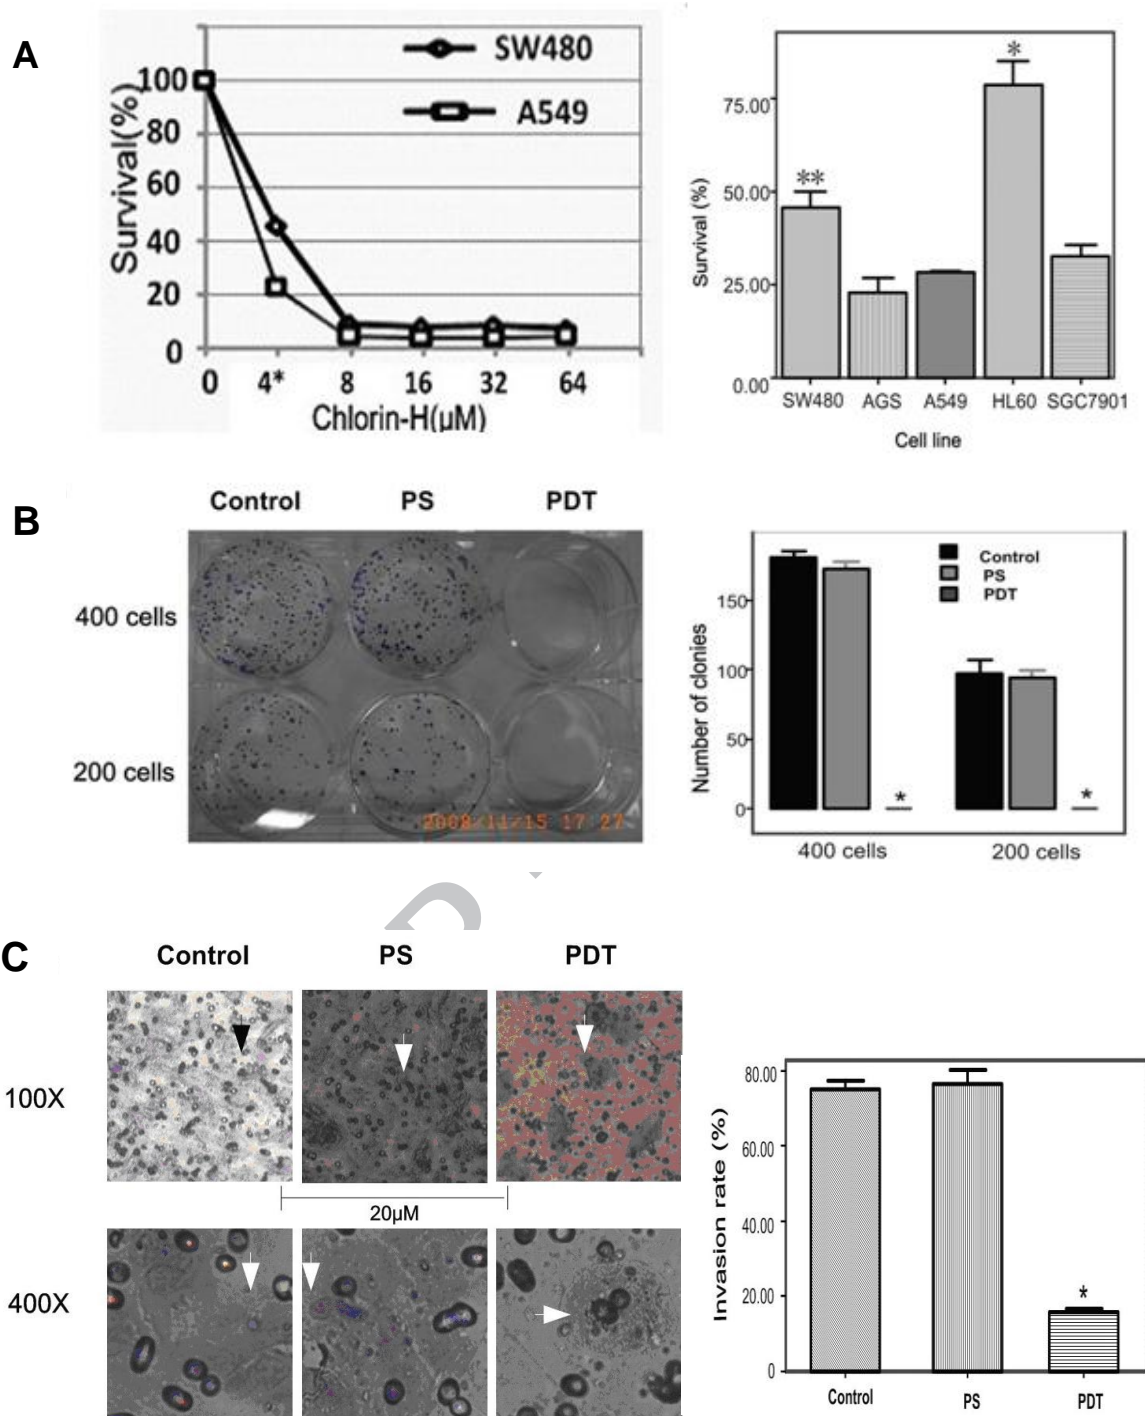 A
SW480
A549
Survival(%)
100
80
60
40
20
0
0 4* 8 16 32 64
Chlorin-H(µM)
Survival (%)
75.00
50.00
25.00
0.00
**
*
SW480 AGS A549 HL60 SGC7901
Cell line
B
Control PS PDT
400 cells
200 cells
2008/11/15 17:27
Number of clonies
150
100
50
0
Control
PS
PDT
*
*
400 cells 200 cells
C
Control PS PDT
100X
20µM
400X
Invasion rate (%)
80.00
60.00
40.00
20.00
0
*
Control PS PDT